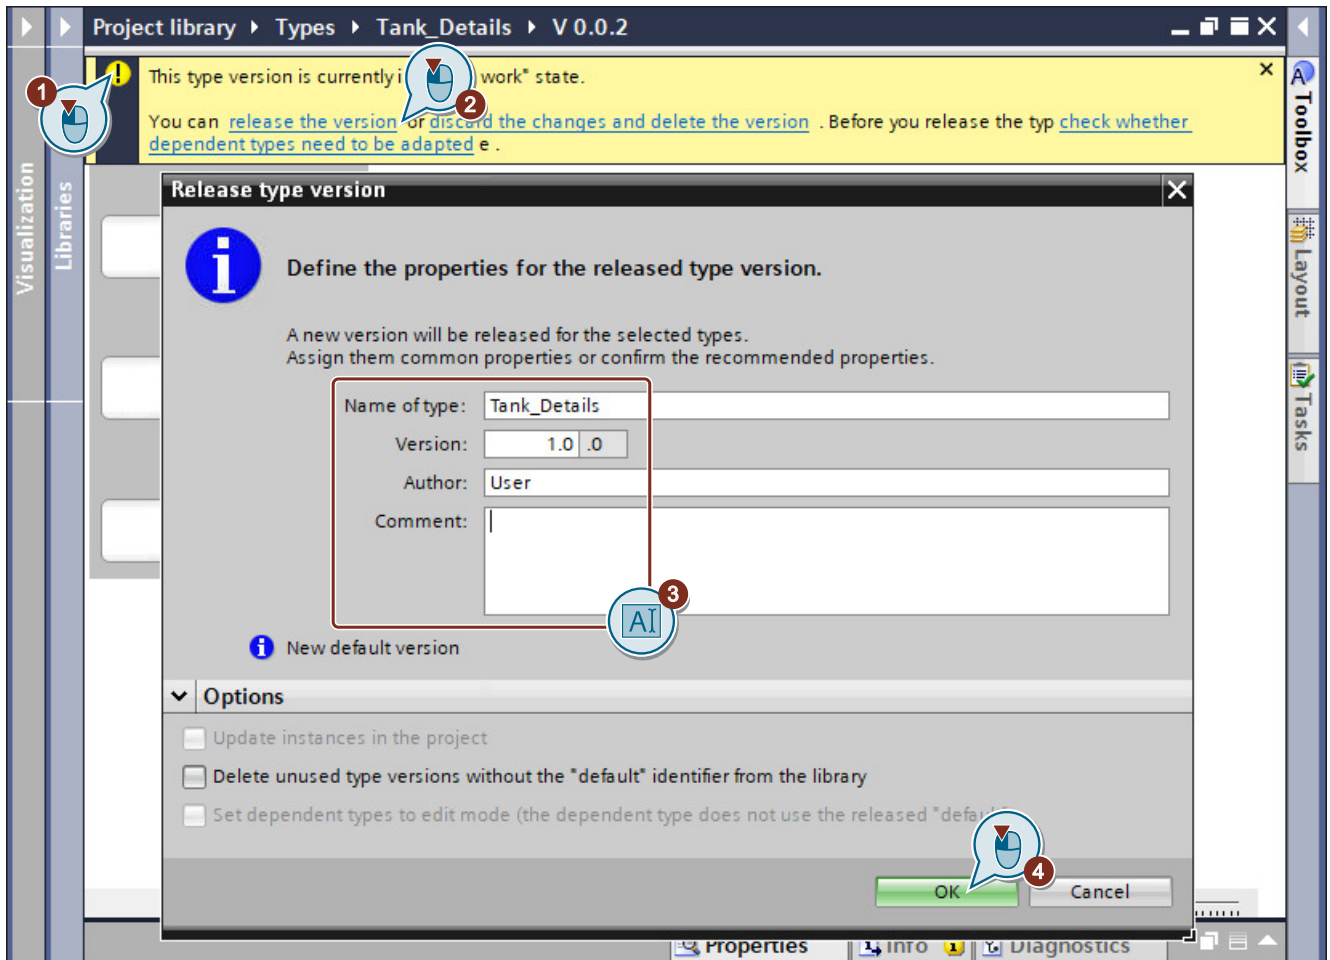 Project library ▸ Types ▸ Tank_Details ▸ V 0.0.2
This type version is currently i work" state.
You can release the version or discard the changes and delete the version . Before you release the typ check whether
dependent types need to be adapted e .
1
2
Visualization
Libraries
Toolbox
Layout
Tasks
Release type version
Define the properties for the released type version.
A new version will be released for the selected types.
Assign them common properties or confirm the recommended properties.
Name of type: Tank_Details
Version: 1.0 .0
Author: User
Comment:
3
New default version
Options
Update instances in the project
Delete unused type versions without the "default" identifier from the library
Set dependent types to edit mode (the dependent type does not use the released "defau
4
OK Cancel
Properties Info Diagnostics